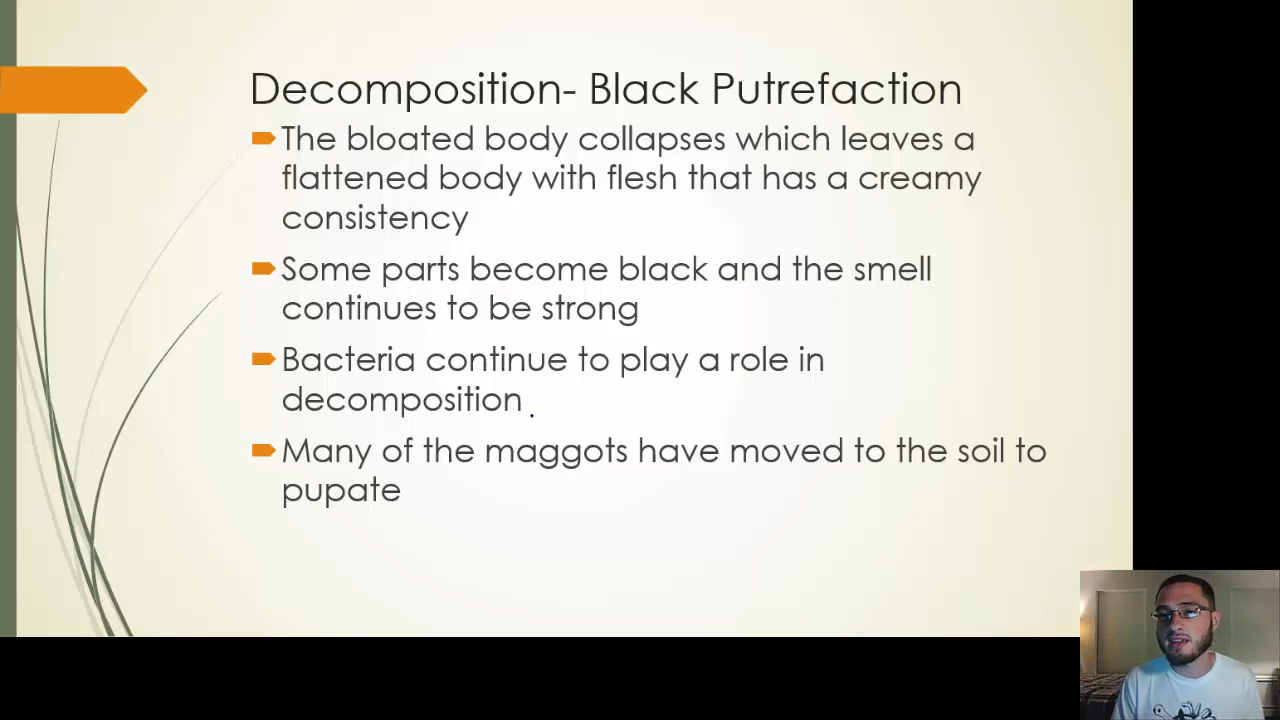 Decomposition- Black Putrefaction
The bloated body collapses which leaves a
flattened body with flesh that has a creamy
consistency
Some parts become black and the smell
continues to be strong
Bacteria continue to play a role in
decomposition
Many of the maggots have moved to the soil to
pupate